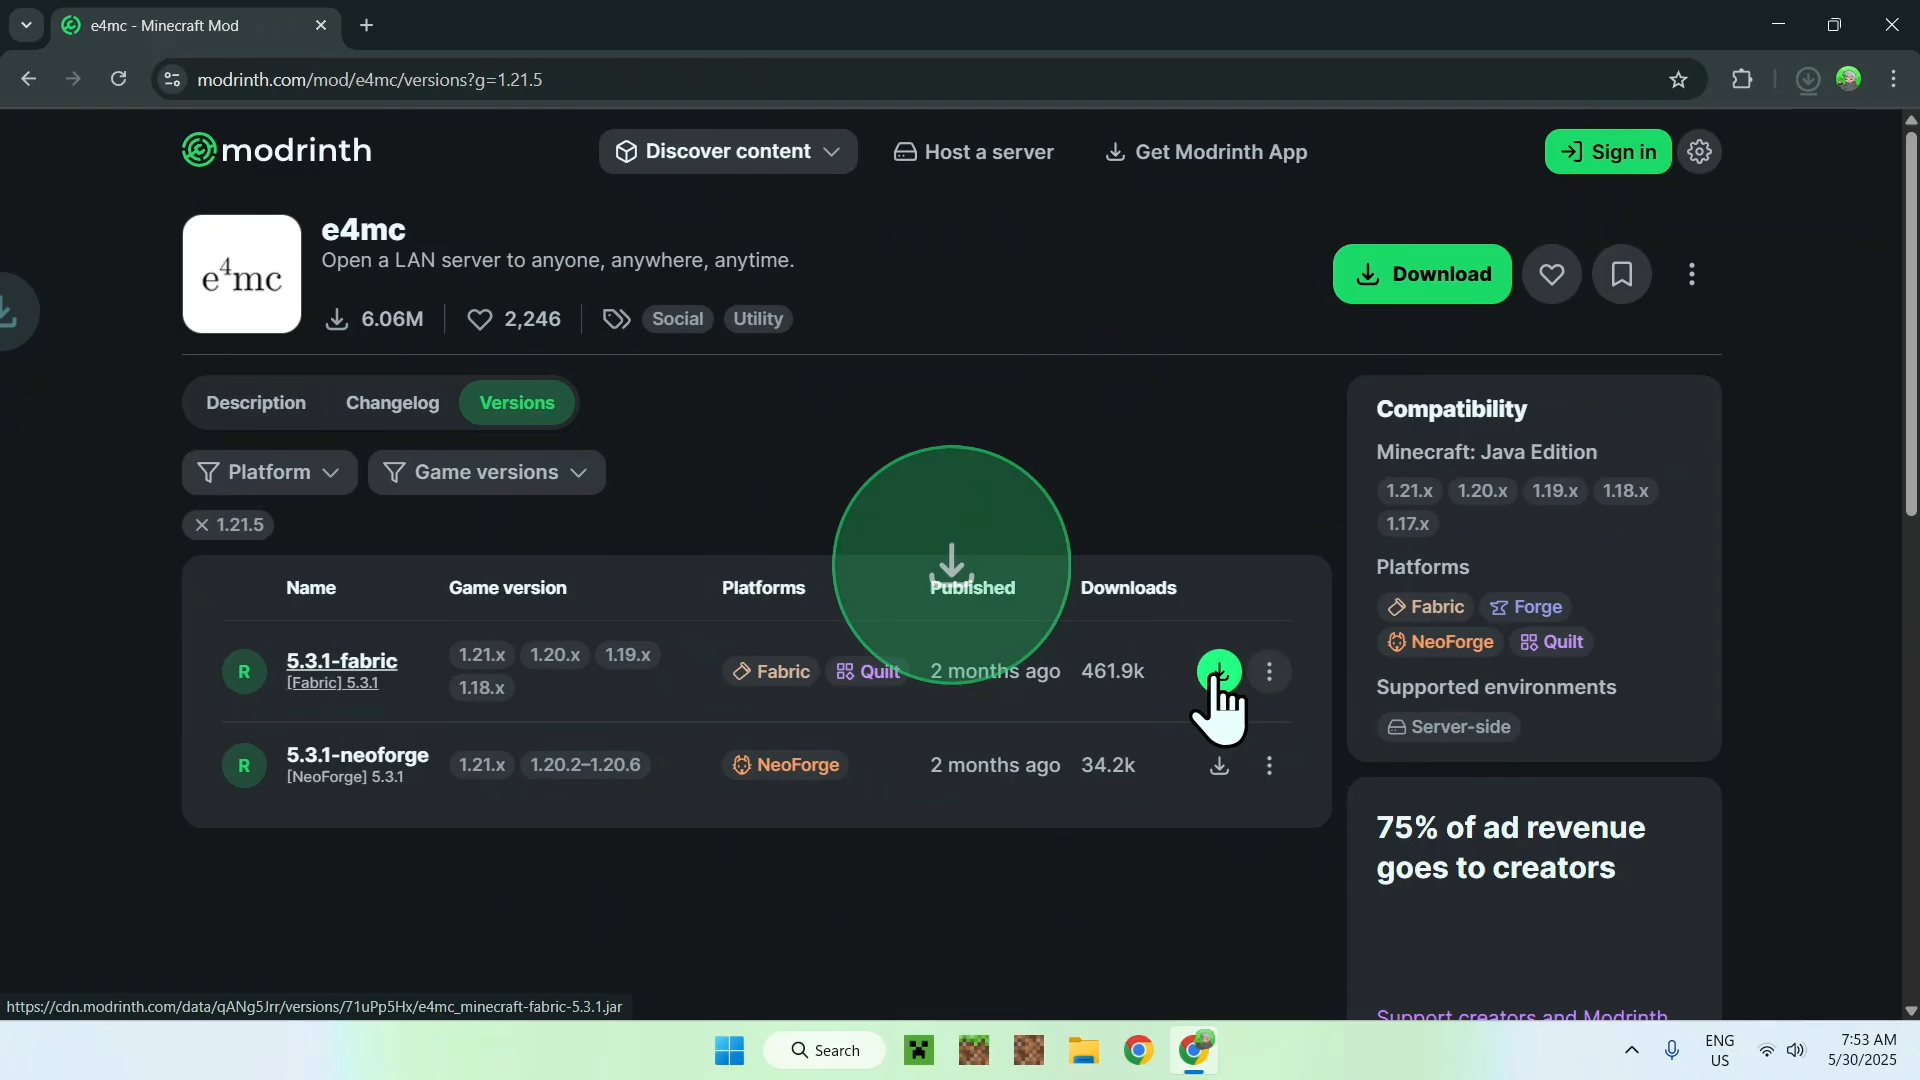 e4mc - Minecraft Mod
modrinth.com/mod/e4mc/versions?g=1.21.5
modrinth
Discover content
Host a server
Get Modrinth App
Sign in
e4mc
e4mc
Open a LAN server to anyone, anywhere, anytime.
6.06M
2,246
Social
Utility
Download
Description
Changelog
Versions
Platform
Game versions
1.21.5
Name
Game version
Platforms
Published
Downloads
R
5.3.1-fabric
[Fabric] 5.3.1
1.21.x 1.20.x 1.19.x
1.18.x
Fabric
Quilt
2 months ago
461.9k
R
5.3.1-neoforge
[NeoForge] 5.3.1
1.21.x 1.20.2–1.20.6
NeoForge
2 months ago
34.2k
Compatibility
Minecraft: Java Edition
1.21.x 1.20.x 1.19.x 1.18.x
1.17.x
Platforms
Fabric Forge
NeoForge Quilt
Supported environments
Server-side
75% of ad revenue
goes to creators
Support creators and Modrinth
https://cdn.modrinth.com/data/qANg5Jrr/versions/71uPp5Hx/e4mc_minecraft-fabric-5.3.1.jar
Search
ENG
US
7:53 AM
5/30/2025